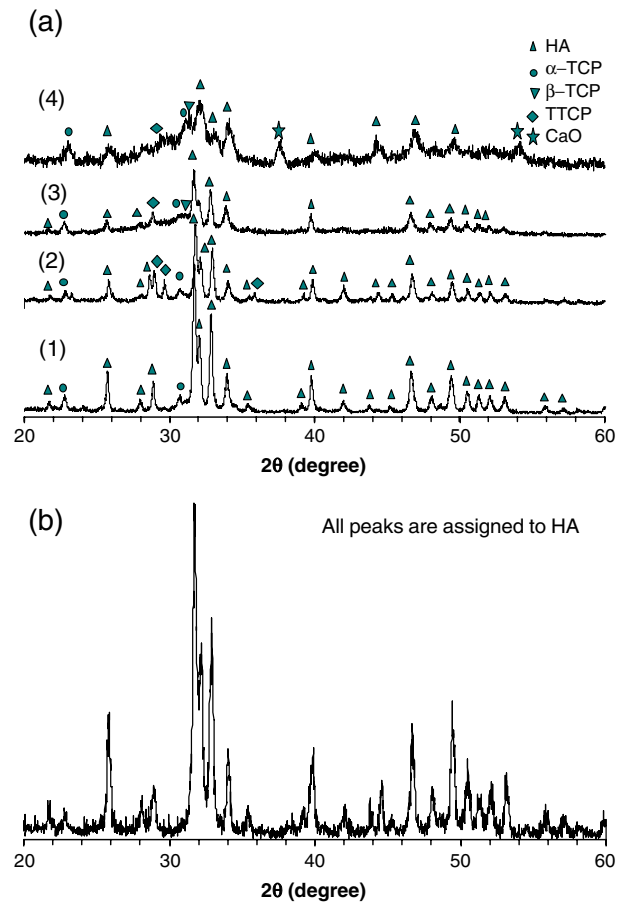 (a)
HA
α–TCP
β–TCP
TTCP
CaO
(4)
(3)
(2)
(1)
20 30 40 50 60
2θ (degree)
(b)
All peaks are assigned to HA
20 30 40 50 60
2θ (degree)